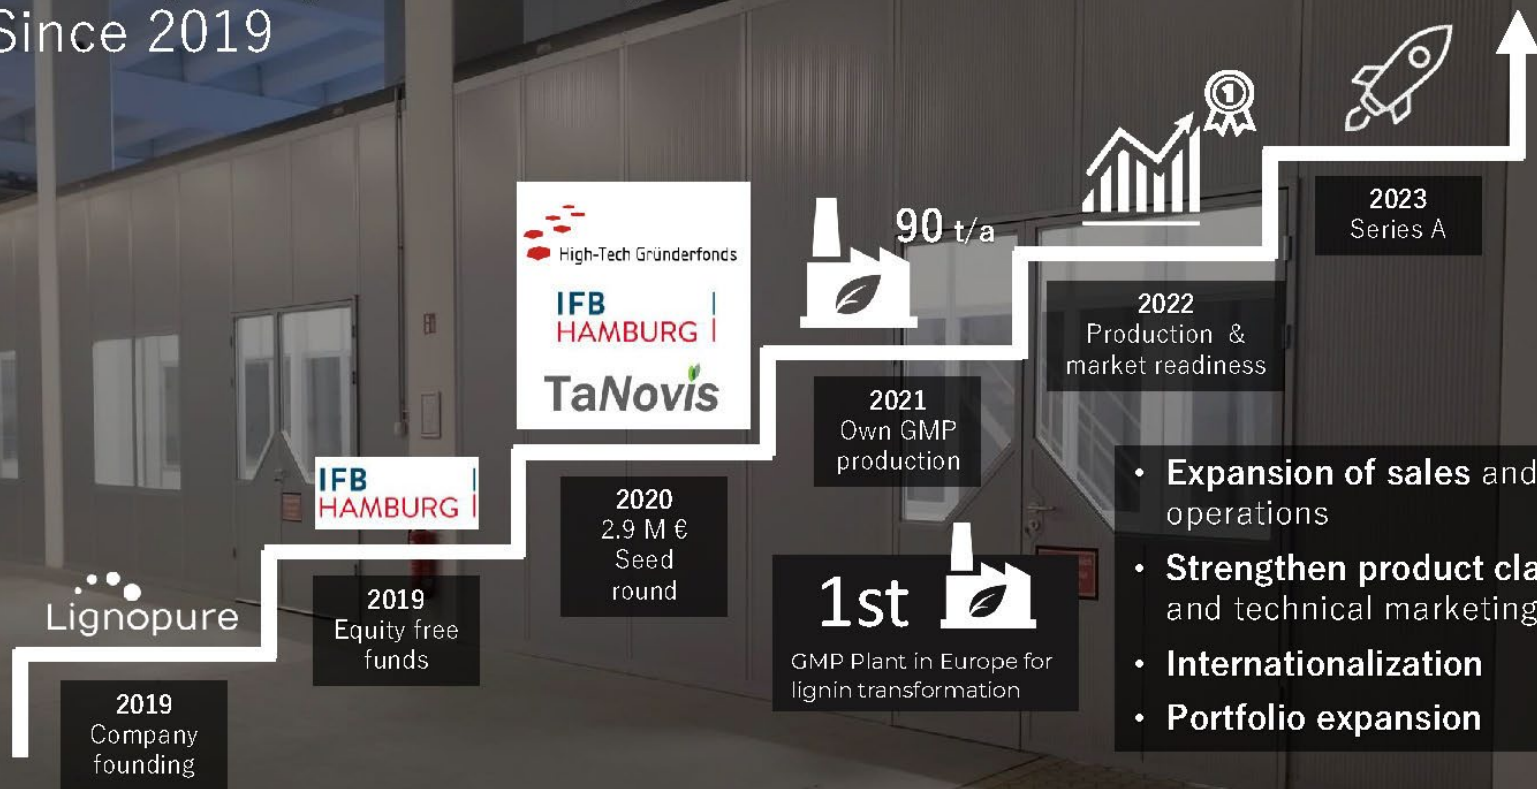 Since 2019
Lignopure
2019
Company
founding
IFB
HAMBURG
2019
Equity free
funds
High-Tech Gründerfonds
IFB
HAMBURG
TaNovis
2020
2.9 M €
Seed
round
90 t/a
2021
Own GMP
production
1st
GMP Plant in Europe for
lignin transformation
1
2022
Production &
market readiness
2023
Series A
• Expansion of sales and
operations
• Strengthen product cla
and technical marketing
• Internationalization
• Portfolio expansion